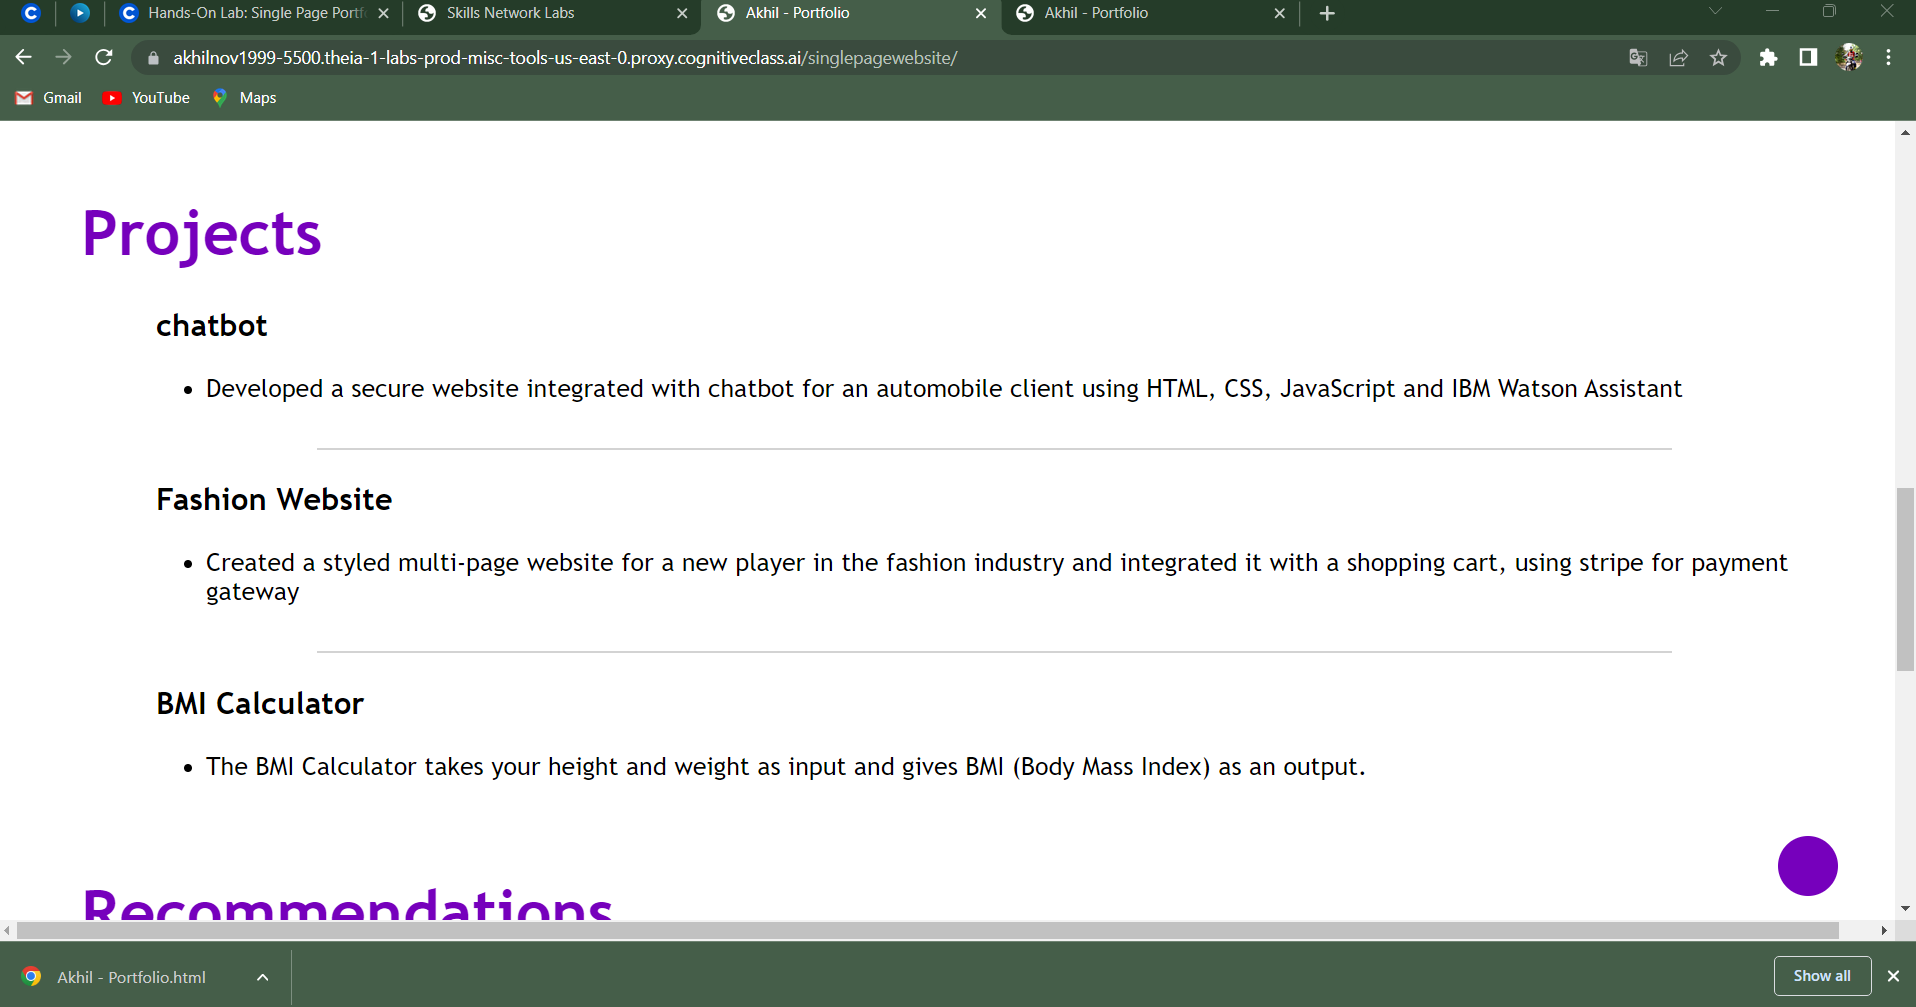 Hands-On Lab: Single Page Portf
Skills Network Labs
Akhil - Portfolio
Akhil - Portfolio
akhilnov1999-5500.theia-1-labs-prod-misc-tools-us-east-0.proxy.cognitiveclass.ai/singlepagewebsite/
Gmail
YouTube
Maps
Projects
chatbot
• Developed a secure website integrated with chatbot for an automobile client using HTML, CSS, JavaScript and IBM Watson Assistant
Fashion Website
• Created a styled multi-page website for a new player in the fashion industry and integrated it with a shopping cart, using stripe for payment
gateway
BMI Calculator
• The BMI Calculator takes your height and weight as input and gives BMI (Body Mass Index) as an output.
Recommendations
Akhil - Portfolio.html
Show all